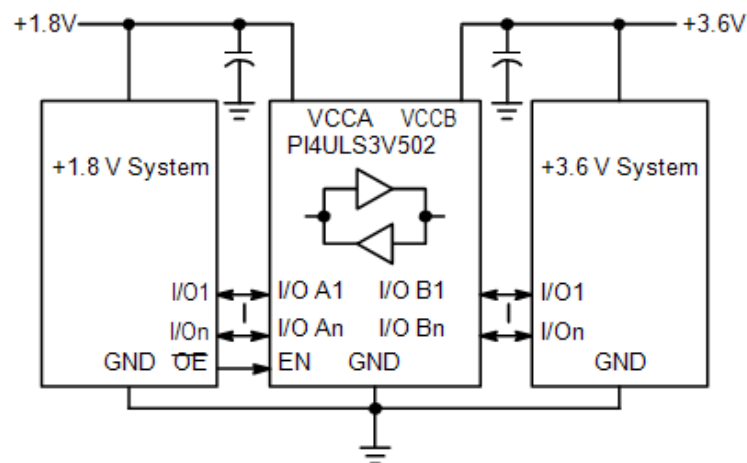 +1.8V
+3.6V
VCCA VCCB
PI4ULS3V502
+1.8 V System
+3.6 V System
I/O1
I/O A1
I/O B1
I/O1
I/On
I/O An
I/O Bn
I/On
GND
OE
EN
GND
GND